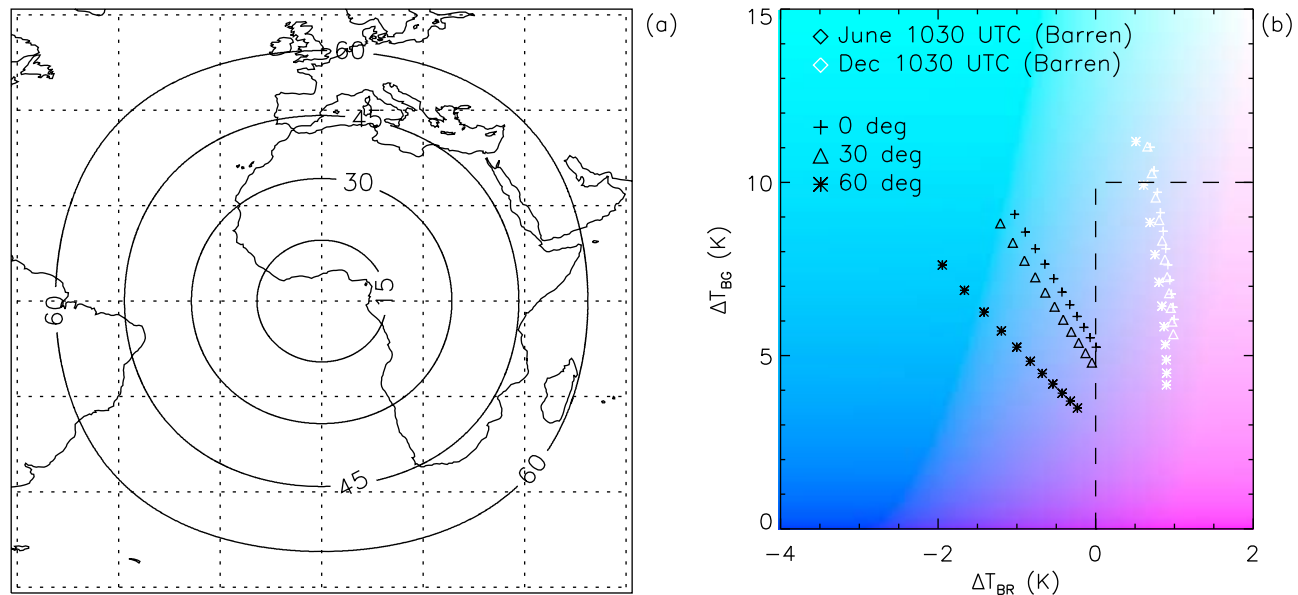 (a)
60
45
30
15
60
45
60
(b)
◇ June 1030 UTC (Barren)
◇ Dec 1030 UTC (Barren)
+ 0 deg
△ 30 deg
✳ 60 deg
15
10
5
0
ΔT_BG (K)
−4 −2 0 2
ΔT_BR (K)